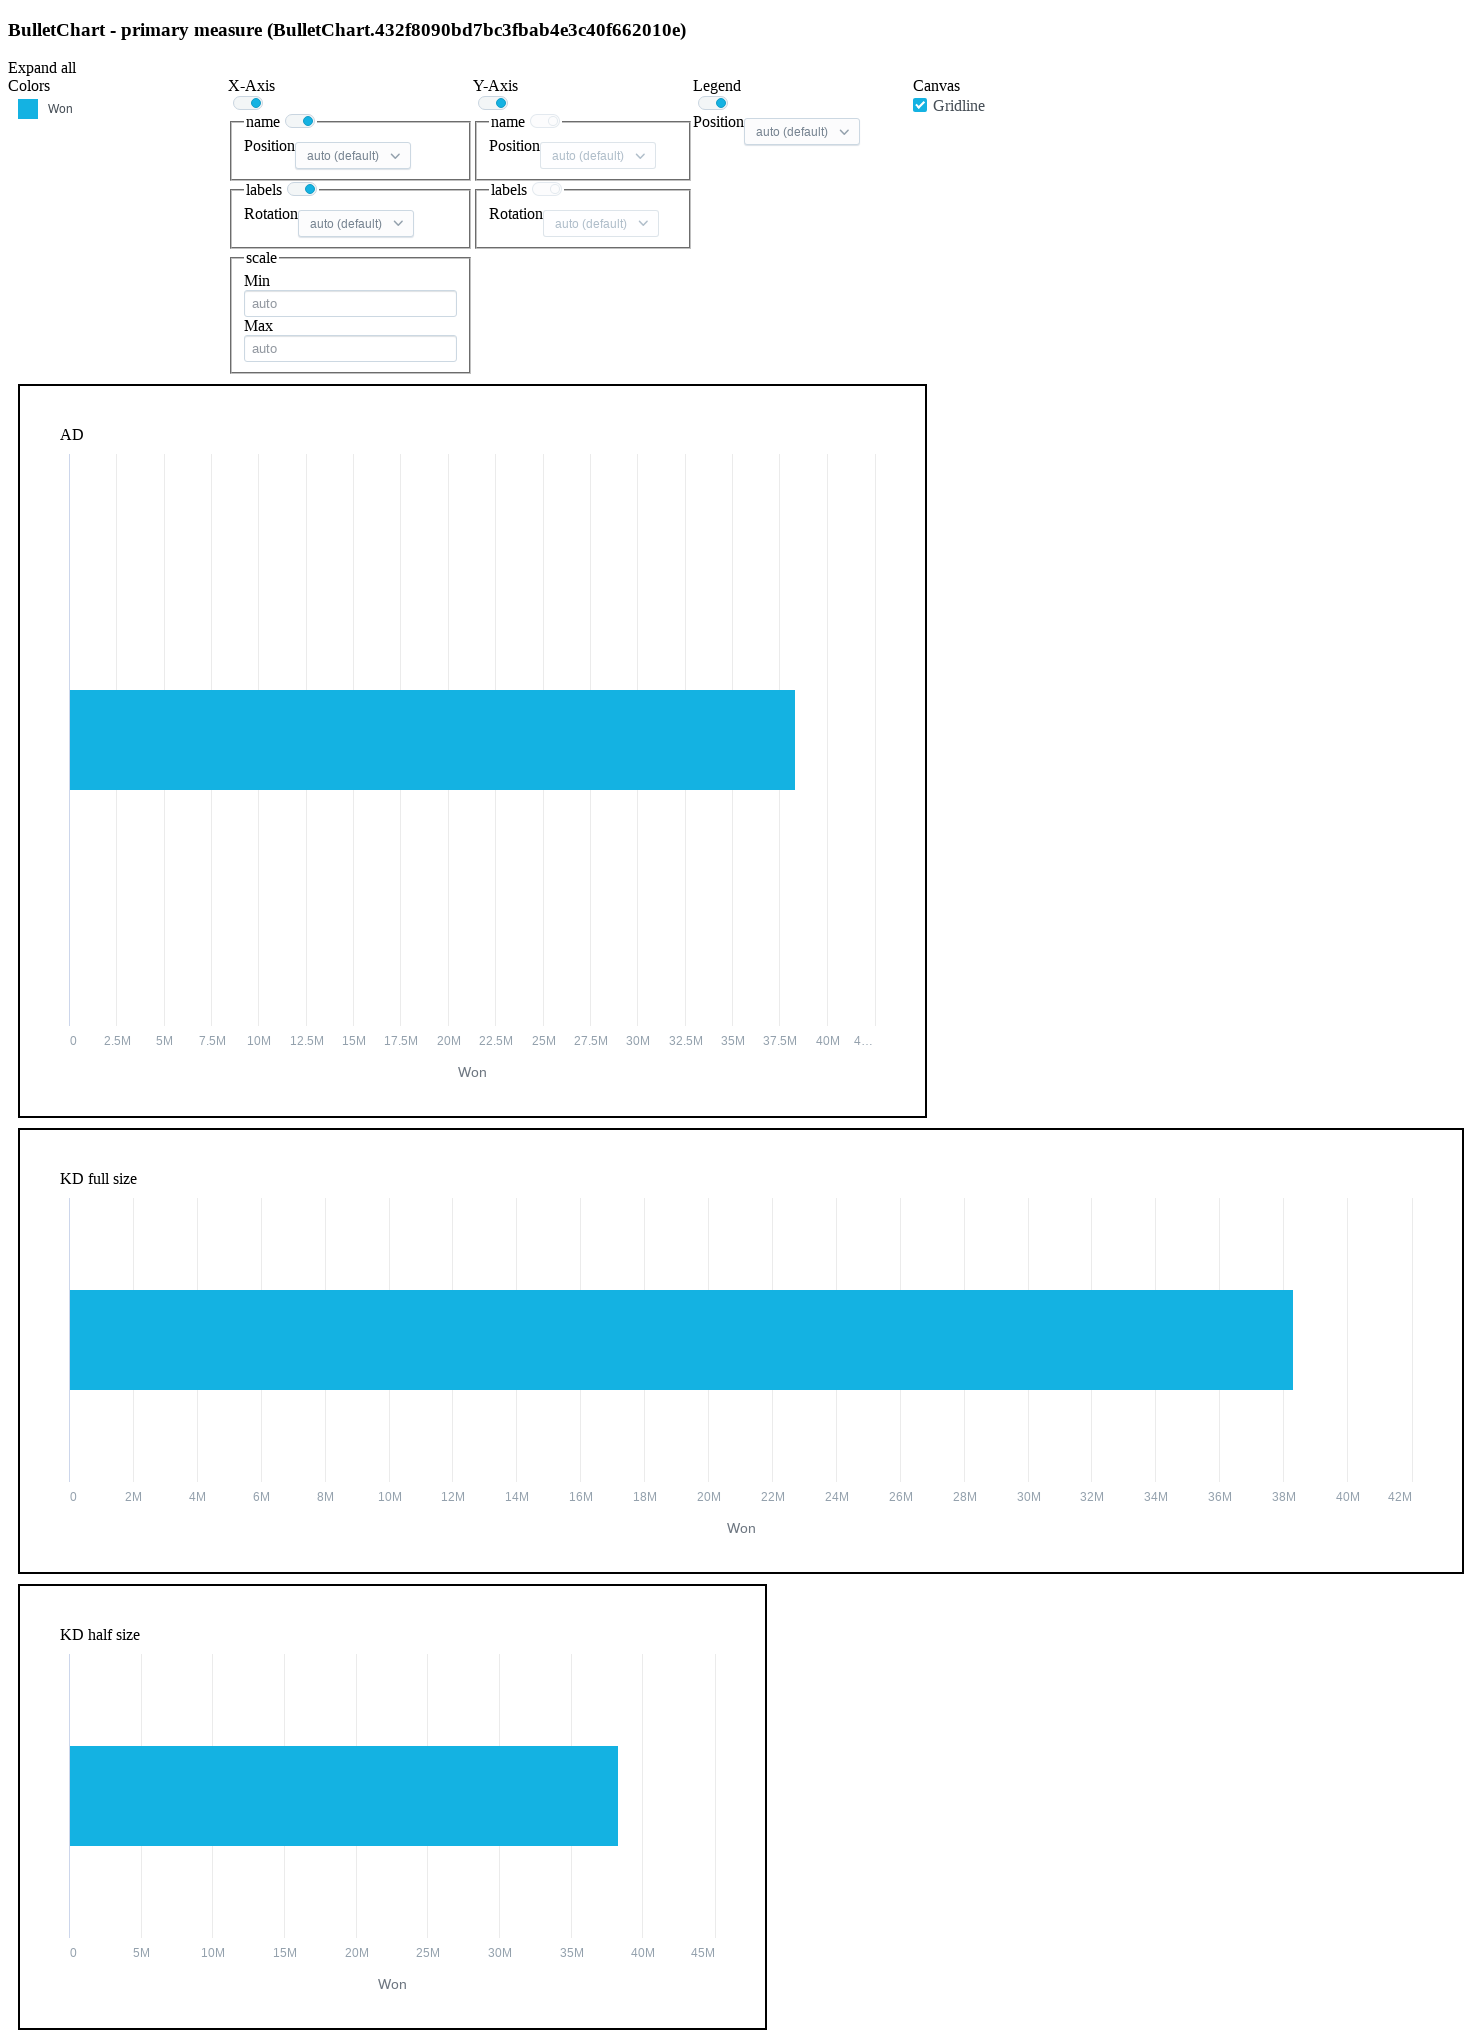 BulletChart - primary measure (BulletChart.432f8090bd7bc3fbab4e3c40f662010e)
Expand all
Colors
Won
X-Axis
name
Position auto (default)
labels
Rotation auto (default)
scale
Min
auto
Max
auto
Y-Axis
name
Position auto (default)
labels
Rotation auto (default)
Legend
Position auto (default)
Canvas
Gridline
AD
0 2.5M 5M 7.5M 10M 12.5M 15M 17.5M 20M 22.5M 25M 27.5M 30M 32.5M 35M 37.5M 40M 4…
Won
KD full size
0 2M 4M 6M 8M 10M 12M 14M 16M 18M 20M 22M 24M 26M 28M 30M 32M 34M 36M 38M 40M 42M
Won
KD half size
0 5M 10M 15M 20M 25M 30M 35M 40M 45M
Won